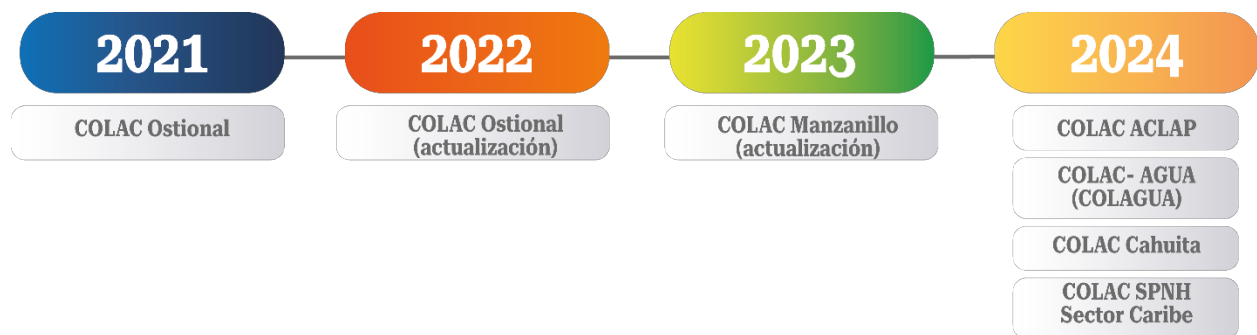 2021
COLAC Ostional
2022
COLAC Ostional
(actualización)
2023
COLAC Manzanillo
(actualización)
2024
COLAC ACLAP
COLAC- AGUA
(COLAGUA)
COLAC Cahuita
COLAC SPNH
Sector Caribe